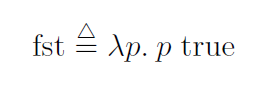 fst ≜ λp. p true